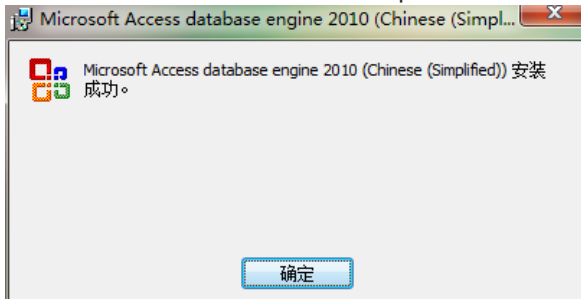 Microsoft Access database engine 2010 (Chinese (Simpl...
Microsoft Access database engine 2010 (Chinese (Simplified)) 安装
成功。
确定